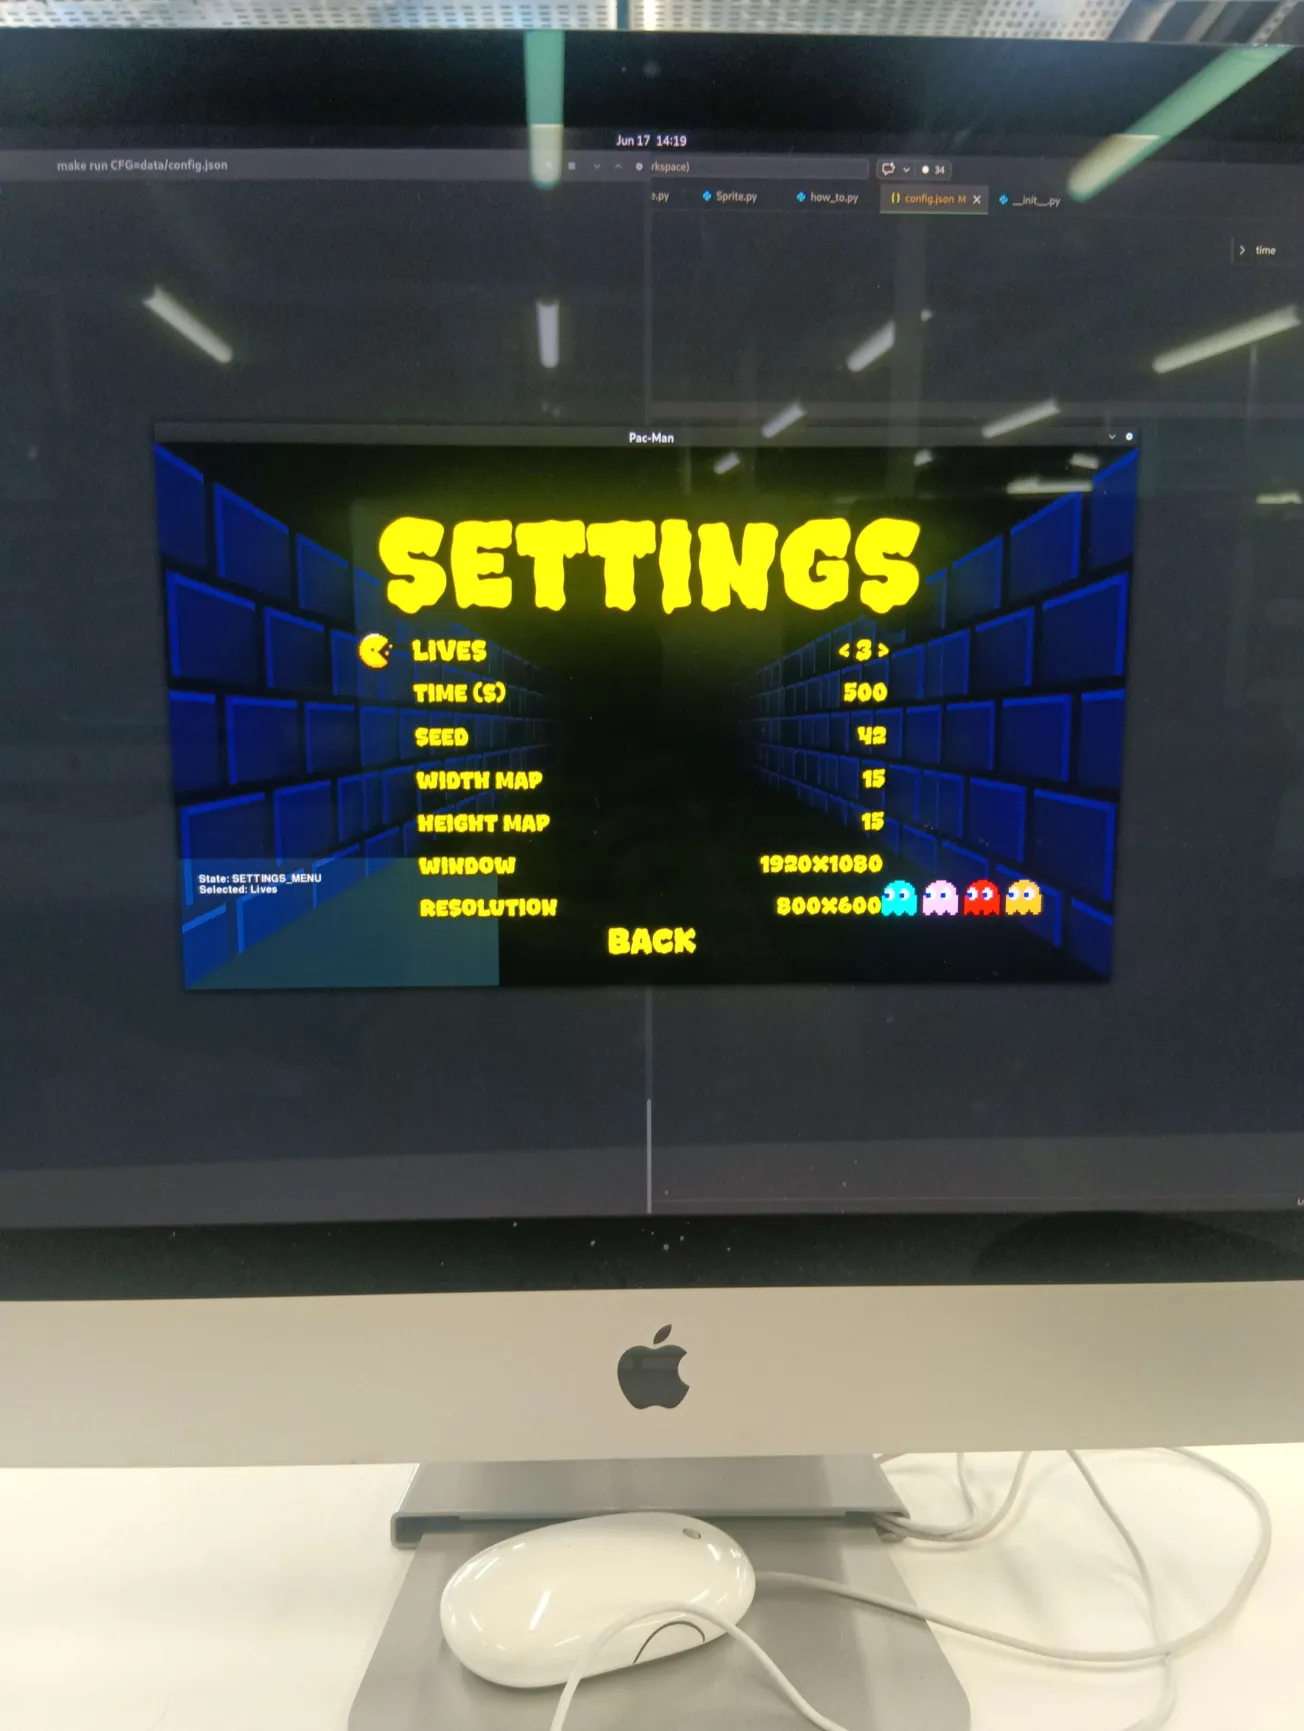 Jun 17 14:19
make run CFG=data/config.json
rkspace)
34
e.py
Sprite.py
how_to.py
{} config.json M
__init__.py
> time
Pac-Man
SETTINGS
LIVES < 3 >
TIME (S) 500
SEED 42
WIDTH MAP 15
HEIGHT MAP 15
WINDOW 1920X1080
State: SETTINGS_MENU
Selected: Lives
RESOLUTION 800X600
BACK